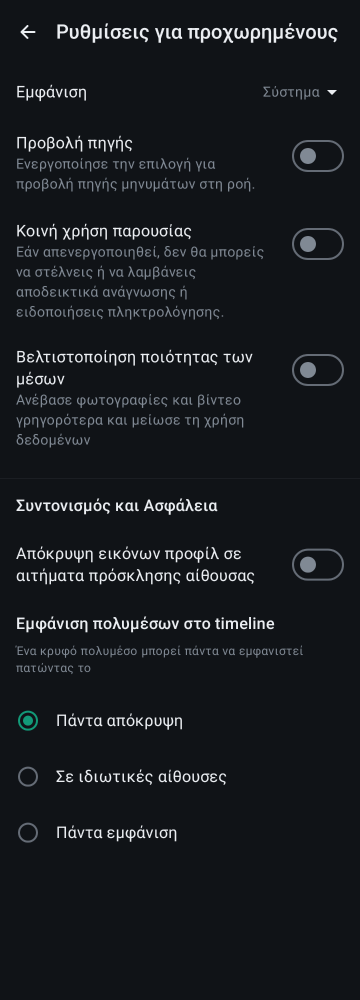 Ρυθμίσεις για προχωρημένους
Εμφάνιση
Σύστημα
Προβολή πηγής
Ενεργοποίησε την επιλογή για
προβολή πηγής μηνυμάτων στη ροή.
Κοινή χρήση παρουσίας
Εάν απενεργοποιηθεί, δεν θα μπορείς
να στέλνεις ή να λαμβάνεις
αποδεικτικά ανάγνωσης ή
ειδοποιήσεις πληκτρολόγησης.
Βελτιστοποίηση ποιότητας των
μέσων
Ανέβασε φωτογραφίες και βίντεο
γρηγορότερα και μείωσε τη χρήση
δεδομένων
Συντονισμός και Ασφάλεια
Απόκρυψη εικόνων προφίλ σε
αιτήματα πρόσκλησης αίθουσας
Εμφάνιση πολυμέσων στο timeline
Ένα κρυφό πολυμέσο μπορεί πάντα να εμφανιστεί
πατώντας το
Πάντα απόκρυψη
Σε ιδιωτικές αίθουσες
Πάντα εμφάνιση